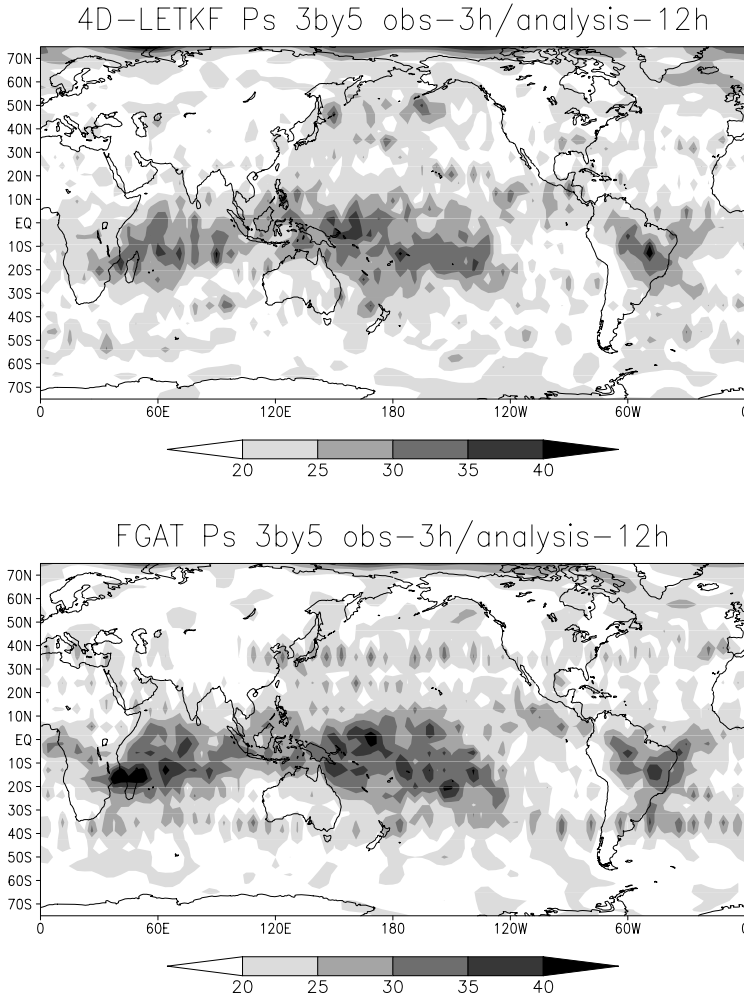 4D-LETKF Ps 3by5 obs-3h/analysis-12h
70N
60N
50N
40N
30N
20N
10N
EQ
10S
20S
30S
40S
50S
60S
70S
0 60E 120E 180 120W 60W 0
20 25 30 35 40
FGAT Ps 3by5 obs-3h/analysis-12h
70N
60N
50N
40N
30N
20N
10N
EQ
10S
20S
30S
40S
50S
60S
70S
0 60E 120E 180 120W 60W 0
20 25 30 35 40